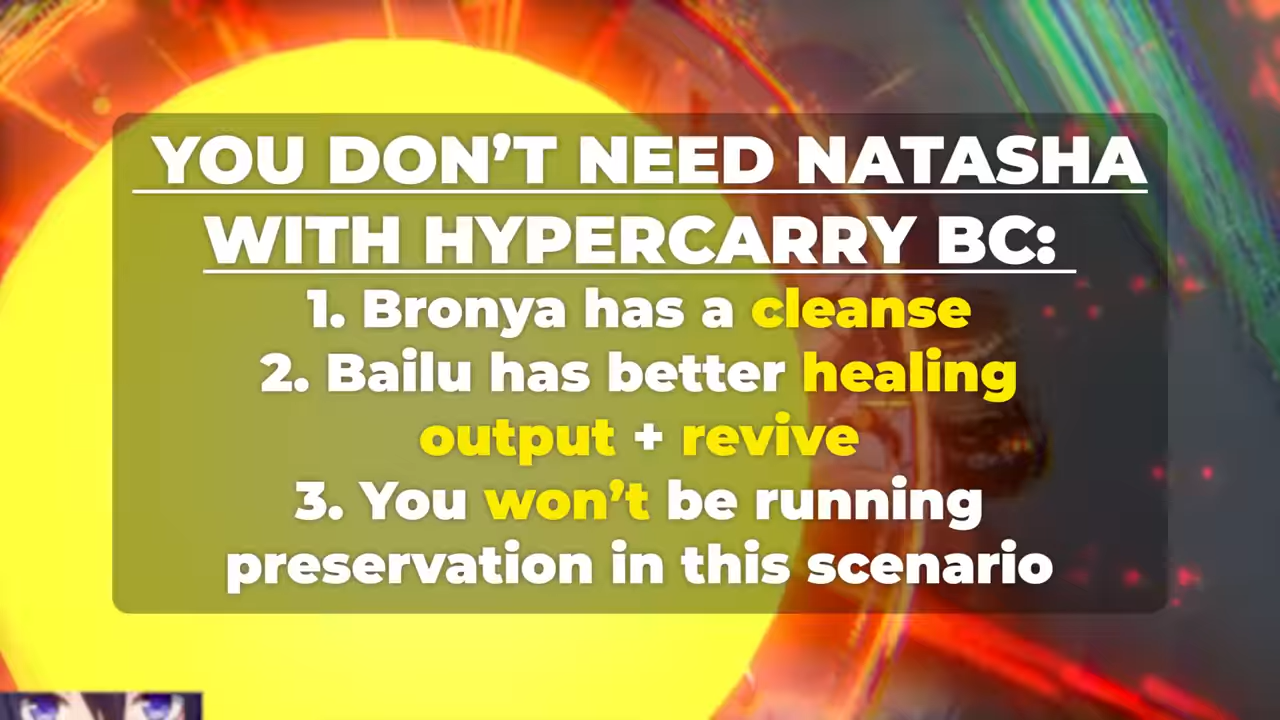 YOU DON’T NEED NATASHA
WITH HYPERCARRY BC:
1. Bronya has a cleanse
2. Bailu has better healing
output + revive
3. You won’t be running
preservation in this scenario